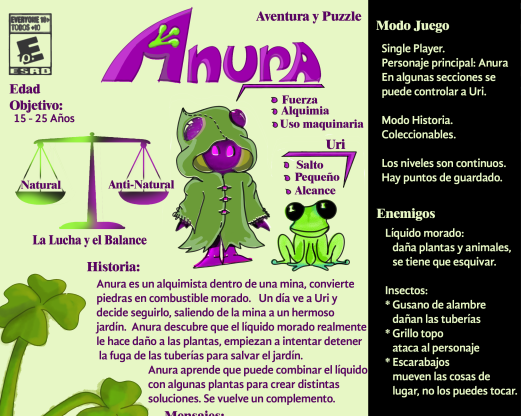 EVERYONE 10+
TODOS +10
E
10+
ESRB
Edad
Objetivo:
15 - 25 Años
Aventura y Puzzle
Anura
Fuerza
Alquimia
Uso maquinaria
Uri
Salto
Pequeño
Alcance
Natural
Anti-Natural
La Lucha y el Balance
Historia:
Anura es un alquimista dentro de una mina, convierte
piedras en combustible morado. Un día ve a Uri y
decide seguirlo, saliendo de la mina a un hermoso
jardín. Anura descubre que el líquido morado realmente
le hace daño a las plantas, empiezan a intentar detener
la fuga de las tuberías para salvar el jardín.
Anura aprende que puede combinar el líquido
con algunas plantas para crear distintas
soluciones. Se vuelve un complemento.
Mensajes:
Modo Juego
Single Player.
Personaje principal: Anura
En algunas secciones se
puede controlar a Uri.
Modo Historia.
Coleccionables.
Los niveles son continuos.
Hay puntos de guardado.
Enemigos
Líquido morado:
daña plantas y animales,
se tiene que esquivar.
Insectos:
* Gusano de alambre
dañan las tuberías
* Grillo topo
ataca al personaje
* Escarabajos
mueven las cosas de
lugar, no los puedes tocar.